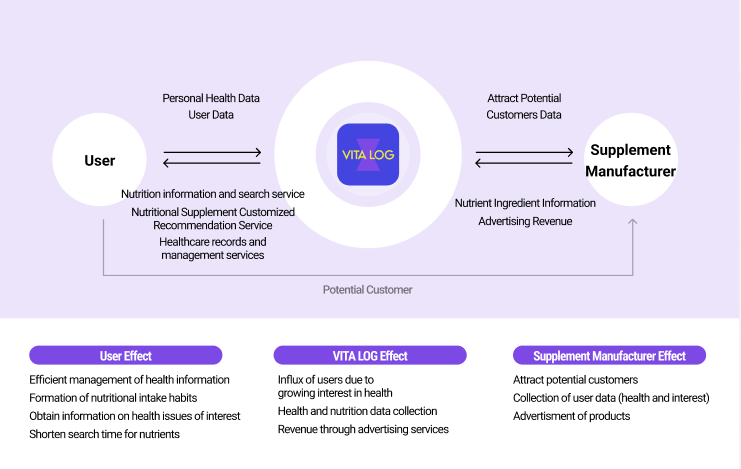 Personal Health Data
User Data
Attract Potential
Customers Data
User
VITA LOG
Supplement
Manufacturer
Nutrition information and search service
Nutritional Supplement Customized
Recommendation Service
Healthcare records and
management services
Nutrient Ingredient Information
Advertising Revenue
Potential Customer
User Effect
Efficient management of health information
Formation of nutritional intake habits
Obtain information on health issues of interest
Shorten search time for nutrients
VITA LOG Effect
Influx of users due to
growing interest in health
Health and nutrition data collection
Revenue through advertising services
Supplement Manufacturer Effect
Attract potential customers
Collection of user data (health and interest)
Advertisment of products